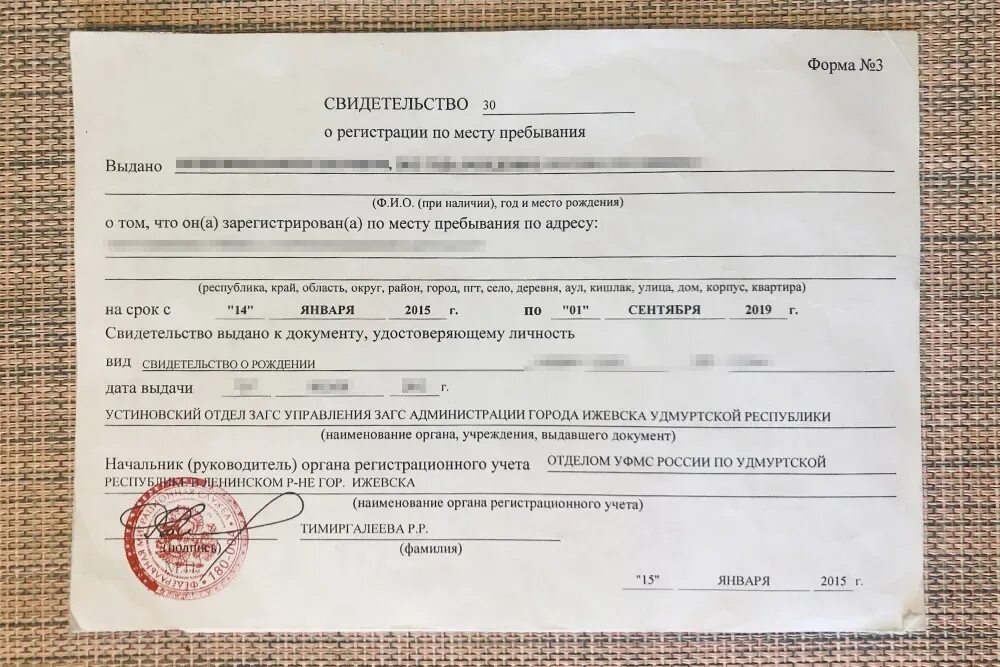 Форма №3
СВИДЕТЕЛЬСТВО 30
о регистрации по месту пребывания
Выдано
(Ф.И.О. (при наличии), год и место рождения)
о том, что он(а) зарегистрирован(а) по месту пребывания по адресу:
(республика, край, область, округ, район, город, пгт, село, деревня, аул, кишлак, улица, дом, корпус, квартира)
на срок с "14" ЯНВАРЯ 2015 г. по "01" СЕНТЯБРЯ 2019 г.
Свидетельство выдано к документу, удостоверяющему личность
вид СВИДЕТЕЛЬСТВО О РОЖДЕНИИ
дата выдачи г.
УСТИНОВСКИЙ ОТДЕЛ ЗАГС УПРАВЛЕНИЯ ЗАГС АДМИНИСТРАЦИИ ГОРОДА ИЖЕВСКА УДМУРТСКОЙ РЕСПУБЛИКИ
(наименование органа, учреждения, выдавшего документ)
Начальник (руководитель) органа регистрационного учета ОТДЕЛОМ УФМС РОССИИ ПО УДМУРТСКОЙ
РЕСПУБЛИКЕ В ЛЕНИНСКОМ Р-НЕ ГОР. ИЖЕВСКА
(наименование органа регистрационного учета)
ТИМИРГАЛЕЕВА Р.Р.
(подпись) (фамилия)
М.П.
ФЕДЕРАЛЬНАЯ МИГРАЦИОННАЯ СЛУЖБА
"15" ЯНВАРЯ 2015 г.